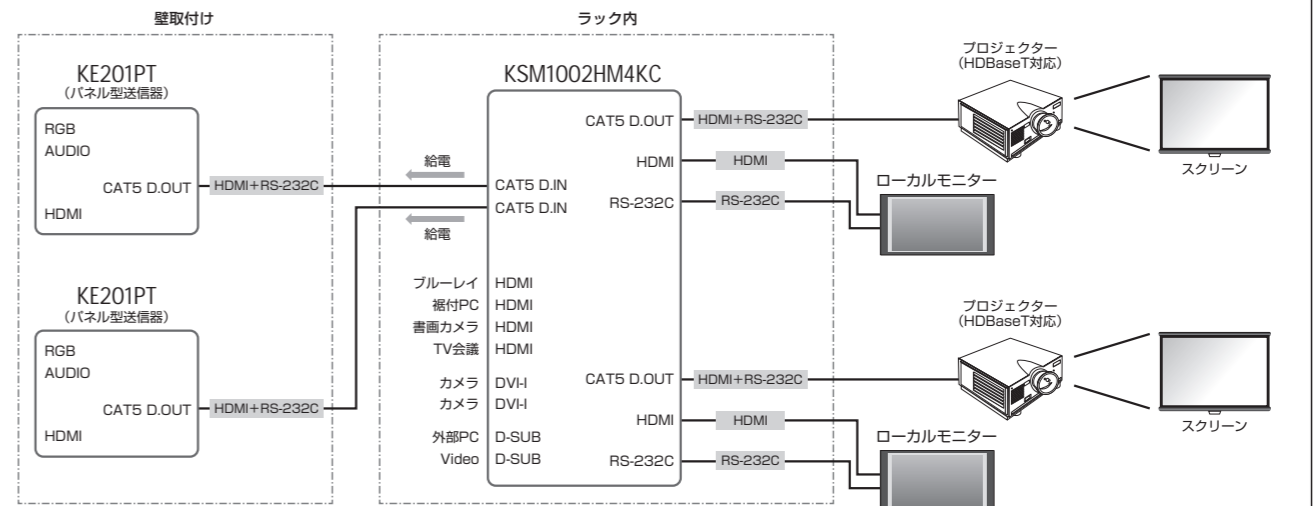 壁取付け
KE201PT
（パネル型送信器）
RGB
AUDIO
CAT5 D.OUT
HDMI+RS-232C
HDMI
KE201PT
（パネル型送信器）
RGB
AUDIO
CAT5 D.OUT
HDMI+RS-232C
HDMI
ラック内
KSM1002HM4KC
給電
CAT5 D.IN
CAT5 D.IN
給電
ブルーレイ HDMI
据付PC HDMI
書画カメラ HDMI
TV会議 HDMI
カメラ DVI-I
カメラ DVI-I
外部PC D-SUB
Video D-SUB
CAT5 D.OUT HDMI+RS-232C
HDMI HDMI
RS-232C RS-232C
CAT5 D.OUT HDMI+RS-232C
HDMI HDMI
RS-232C RS-232C
プロジェクター
（HDBaseT対応）
スクリーン
ローカルモニター
プロジェクター
（HDBaseT対応）
スクリーン
ローカルモニター